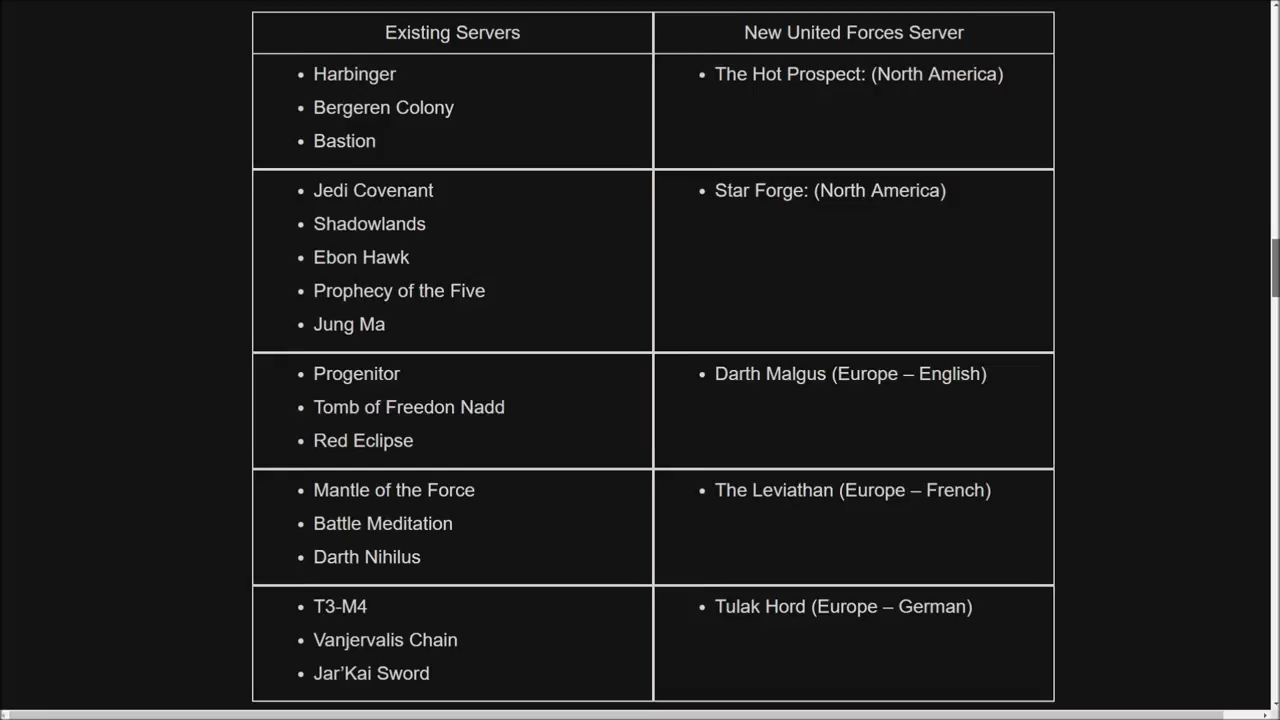 Existing Servers
New United Forces Server
• Harbinger
• Bergeren Colony
• Bastion
• The Hot Prospect: (North America)
• Jedi Covenant
• Shadowlands
• Ebon Hawk
• Prophecy of the Five
• Jung Ma
• Star Forge: (North America)
• Progenitor
• Tomb of Freedon Nadd
• Red Eclipse
• Darth Malgus (Europe – English)
• Mantle of the Force
• Battle Meditation
• Darth Nihilus
• The Leviathan (Europe – French)
• T3-M4
• Vanjervalis Chain
• Jar’Kai Sword
• Tulak Hord (Europe – German)